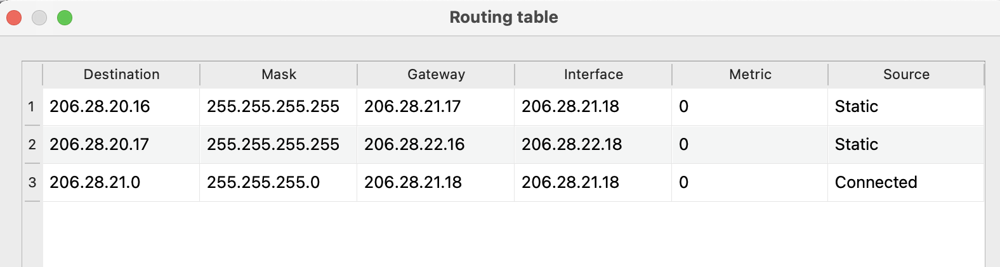 Routing table
Destination Mask Gateway Interface Metric Source
1 206.28.20.16 255.255.255.255 206.28.21.17 206.28.21.18 0 Static
2 206.28.20.17 255.255.255.255 206.28.22.16 206.28.22.18 0 Static
3 206.28.21.0 255.255.255.0 206.28.21.18 206.28.21.18 0 Connected